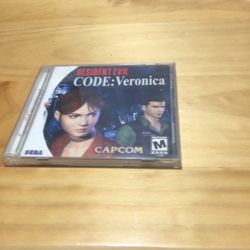 RESIDENT EVIL
CODE: Veronica
CAPCOM
SEGA
M